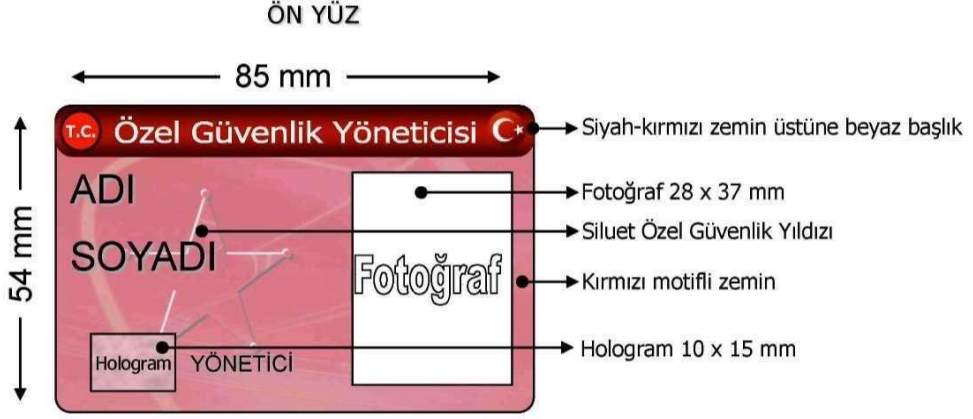 ÖN YÜZ
85 mm
54 mm
T.C. Özel Güvenlik Yöneticisi
Siyah-kırmızı zemin üstüne beyaz başlık
ADI
Fotoğraf 28 x 37 mm
Siluet Özel Güvenlik Yıldızı
SOYADI
Fotoğraf
Kırmızı motifli zemin
Hologram 10 x 15 mm
Hologram YÖNETİCİ